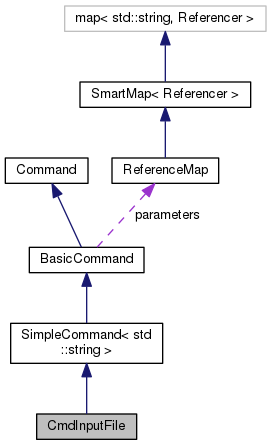 map< std::string, Referencer >
SmartMap< Referencer >
Command
ReferenceMap
parameters
BasicCommand
SimpleCommand< std
::string >
CmdInputFile